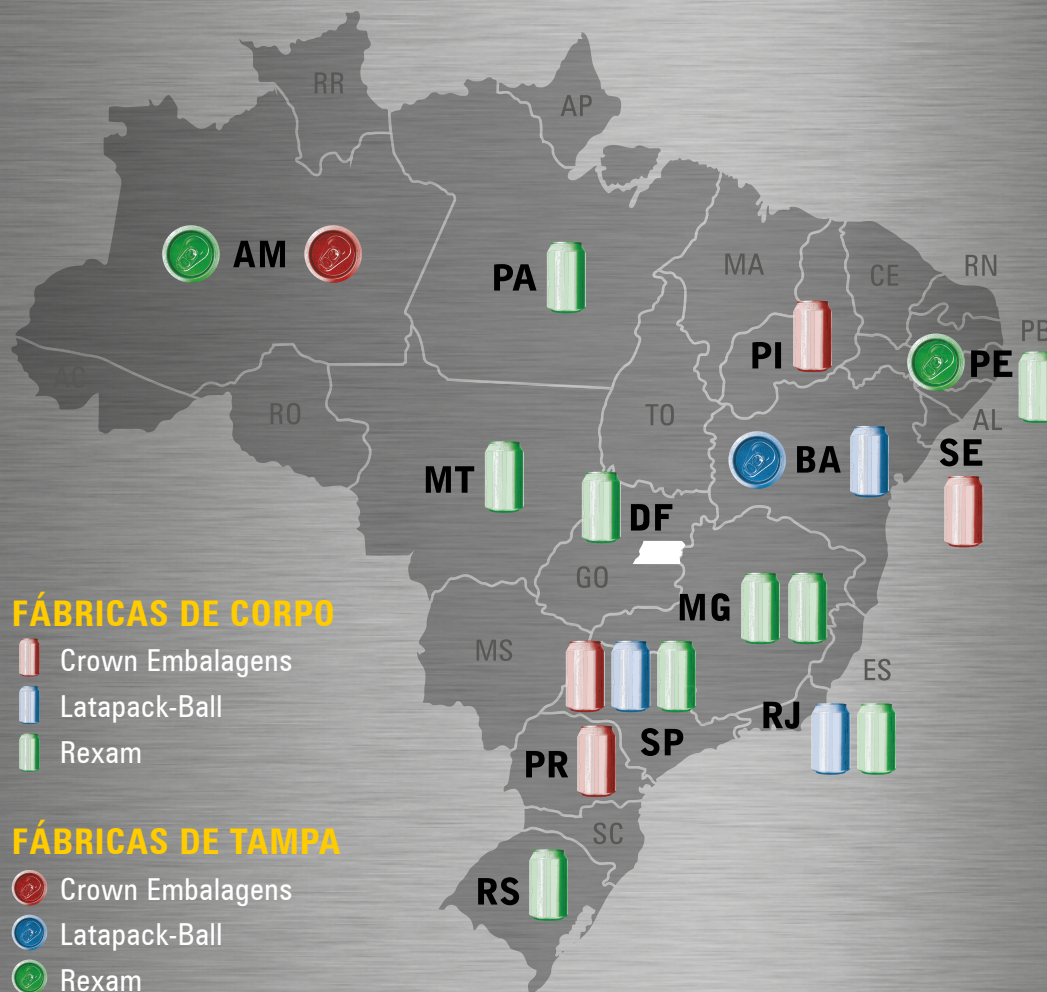 RR
AP
AM
PA
MA
CE
RN
PB
PI
PE
AC
RO
TO
AL
MT
BA
SE
DF
GO
MG
FÁBRICAS DE CORPO
Crown Embalagens
Latapack-Ball
Rexam
MS
ES
RJ
SP
PR
SC
RS
FÁBRICAS DE TAMPA
Crown Embalagens
Latapack-Ball
Rexam